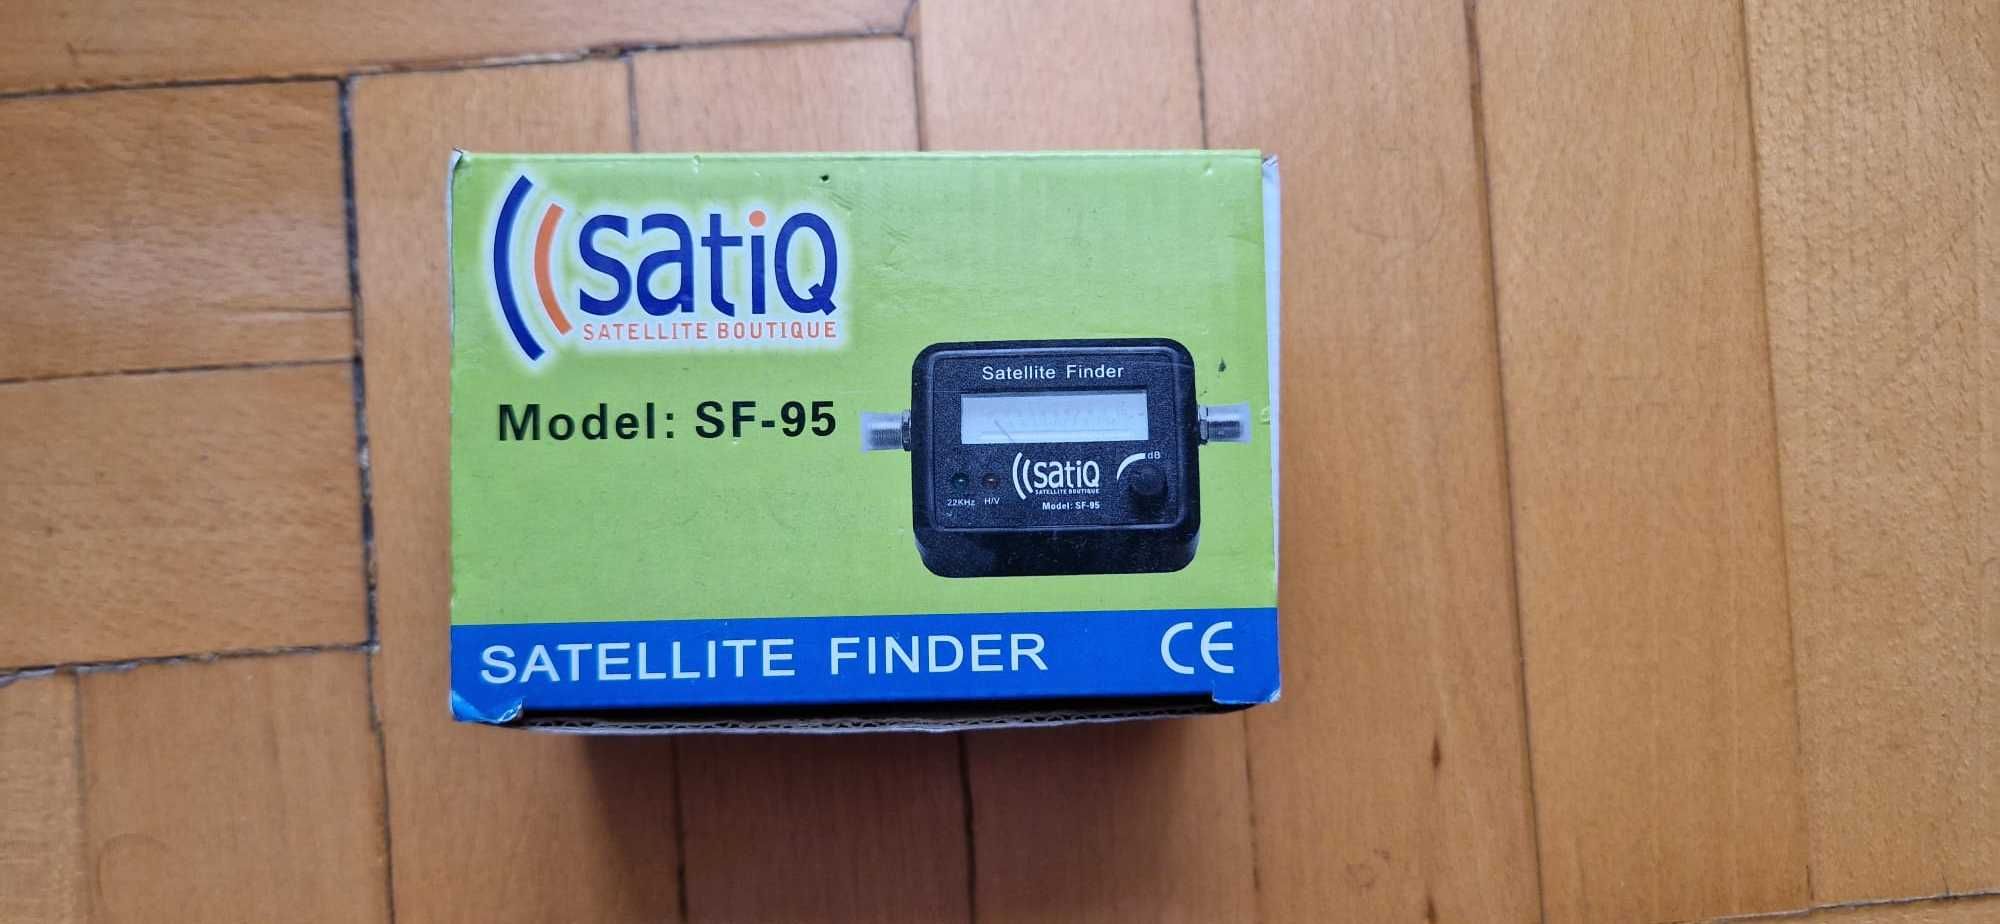 satiQ
SATELLITE BOUTIQUE
Model: SF-95
Satellite Finder
dB
satiQ
SATELLITE BOUTIQUE
22KHz H/V
Model: SF-95
SATELLITE FINDER CE